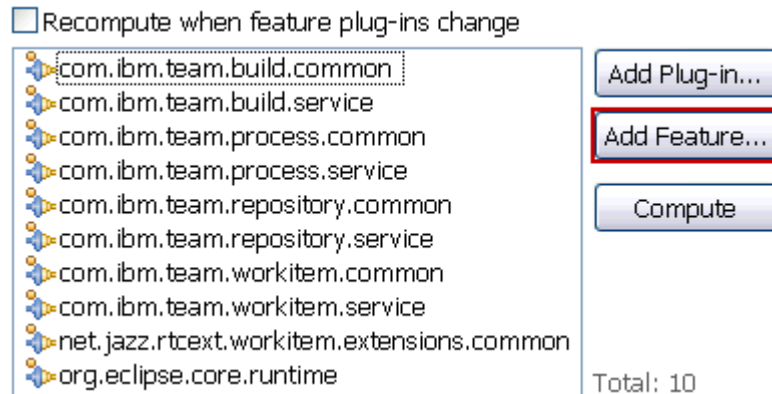 Recompute when feature plug-ins change
com.ibm.team.build.common
com.ibm.team.build.service
com.ibm.team.process.common
com.ibm.team.process.service
com.ibm.team.repository.common
com.ibm.team.repository.service
com.ibm.team.workitem.common
com.ibm.team.workitem.service
net.jazz.rtcext.workitem.extensions.common
org.eclipse.core.runtime
Add Plug-in...
Add Feature...
Compute
Total: 10